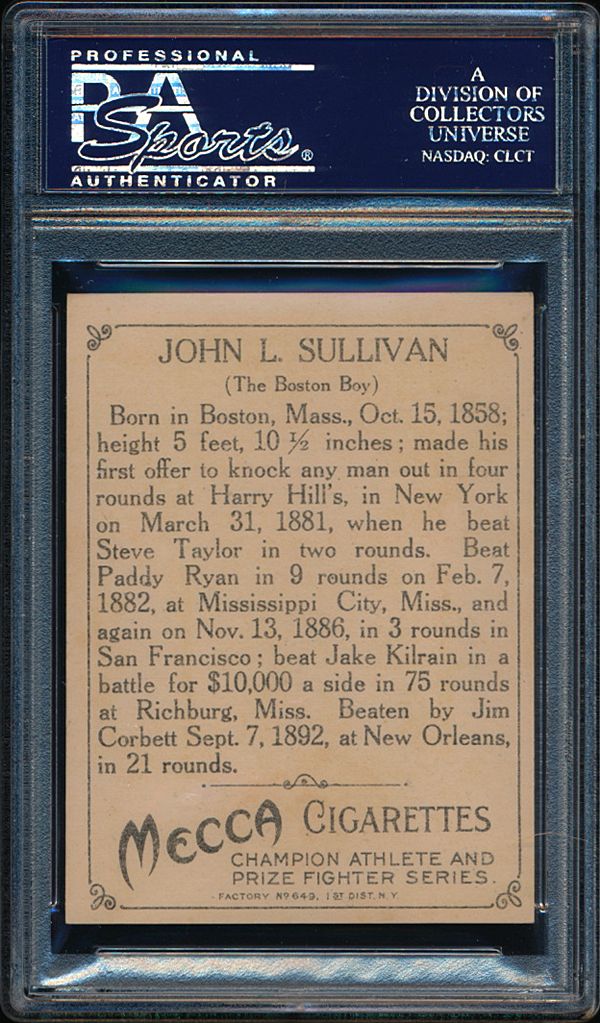 PROFESSIONAL
PSA
Sports®
AUTHENTICATOR
A
DIVISION OF
COLLECTORS
UNIVERSE
NASDAQ: CLCT
JOHN L. SULLIVAN
(The Boston Boy)
Born in Boston, Mass., Oct. 15, 1858;
height 5 feet, 10 ½ inches; made his
first offer to knock any man out in four
rounds at Harry Hill's, in New York
on March 31, 1881, when he beat
Steve Taylor in two rounds. Beat
Paddy Ryan in 9 rounds on Feb. 7,
1882, at Mississippi City, Miss., and
again on Nov. 13, 1886, in 3 rounds in
San Francisco; beat Jake Kilrain in a
battle for $10,000 a side in 75 rounds
at Richburg, Miss. Beaten by Jim
Corbett Sept. 7, 1892, at New Orleans,
in 21 rounds.
MECCA CIGARETTES
CHAMPION ATHLETE AND
PRIZE FIGHTER SERIES.
FACTORY Nº 649, 1ST DIST. N.Y.